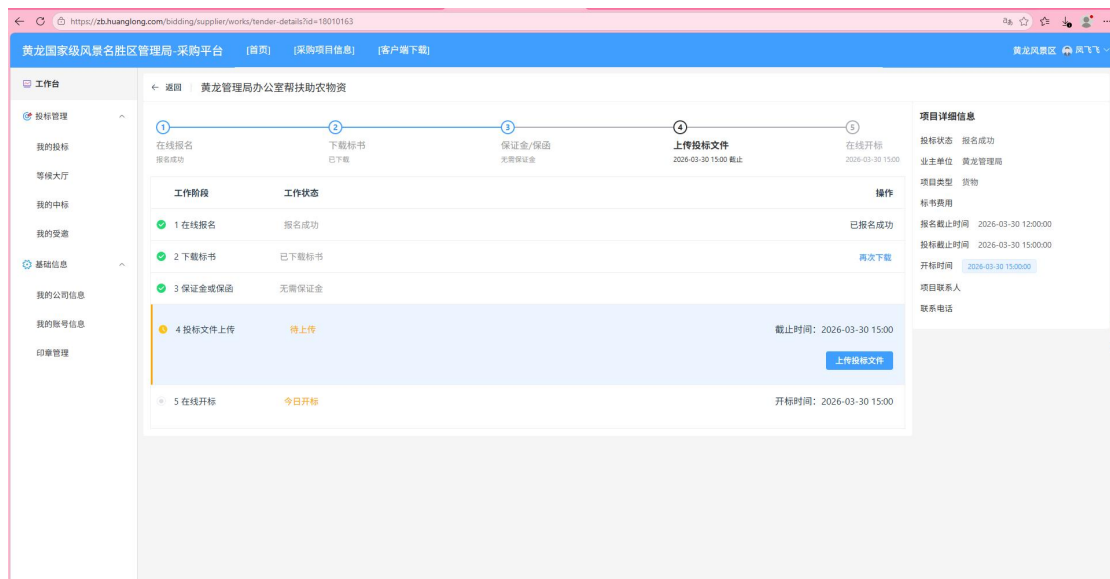 https://zb.huanglong.com/bidding/supplier/works/tender-details?id=18010163
黄龙国家级风景名胜区管理局-采购平台 [首页] [采购项目信息] [客户端下载] 黄龙风景区 凤飞飞
工作台
投标管理
我的投标
等候大厅
我的中标
我的受邀
基础信息
我的公司信息
我的账号信息
印章管理
← 返回 黄龙管理局办公室帮扶助农物资
1 2 3 4 5
在线报名 下载标书 保证金/保函 上传投标文件 在线开标
报名成功 已下载 无需保证金 2026-03-30 15:00 截止 2026-03-30 15:00
工作阶段 工作状态 操作
1 在线报名 报名成功 已报名成功
2 下载标书 已下载标书 再次下载
3 保证金或保函 无需保证金
4 投标文件上传 待上传 截止时间：2026-03-30 15:00
上传投标文件
5 在线开标 今日开标 开标时间：2026-03-30 15:00
项目详细信息
投标状态 报名成功
业主单位 黄龙管理局
项目类型 货物
标书费用
报名截止时间 2026-03-30 12:00:00
投标截止时间 2026-03-30 15:00:00
开标时间 2026-03-30 15:00:00
项目联系人
联系电话